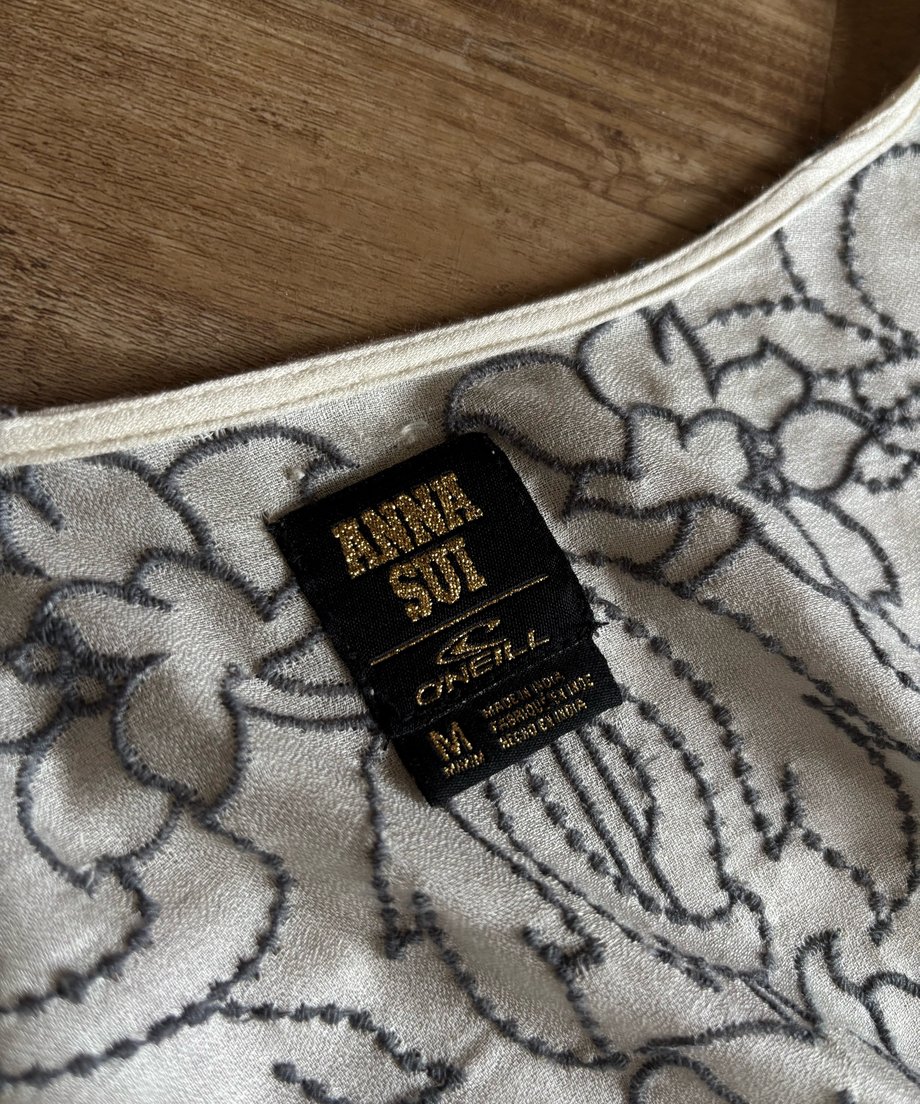 ANNA
SUI
O'NEILL
M
MADE IN INDIA
FABRIQUÉ EN INDE
HECHO EN INDIA